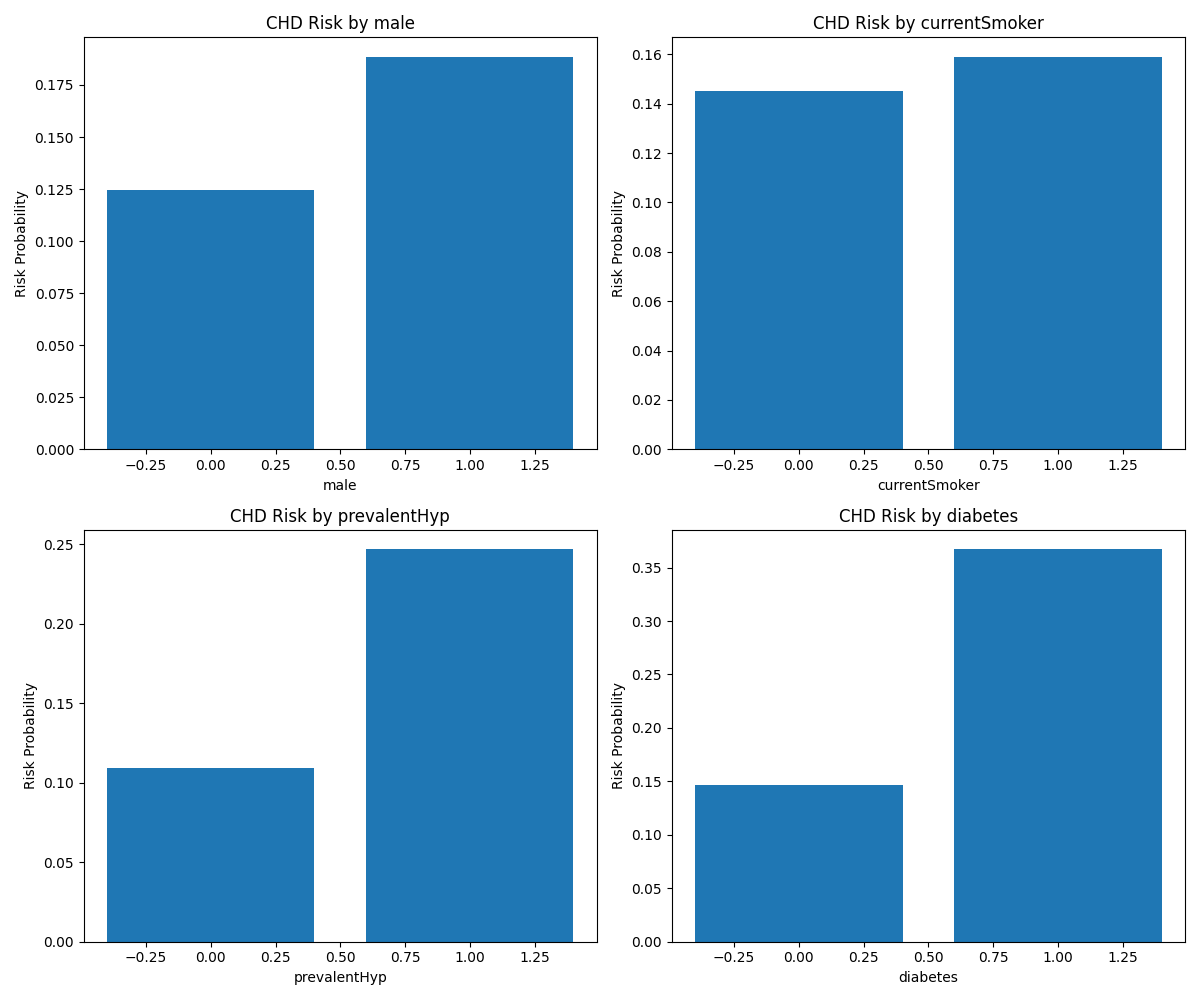 CHD Risk by male
Risk Probability
0.175
0.150
0.125
0.100
0.075
0.050
0.025
0.000
−0.25 0.00 0.25 0.50 0.75 1.00 1.25
male
CHD Risk by currentSmoker
Risk Probability
0.16
0.14
0.12
0.10
0.08
0.06
0.04
0.02
0.00
−0.25 0.00 0.25 0.50 0.75 1.00 1.25
currentSmoker
CHD Risk by prevalentHyp
Risk Probability
0.25
0.20
0.15
0.10
0.05
0.00
−0.25 0.00 0.25 0.50 0.75 1.00 1.25
prevalentHyp
CHD Risk by diabetes
Risk Probability
0.35
0.30
0.25
0.20
0.15
0.10
0.05
0.00
−0.25 0.00 0.25 0.50 0.75 1.00 1.25
diabetes